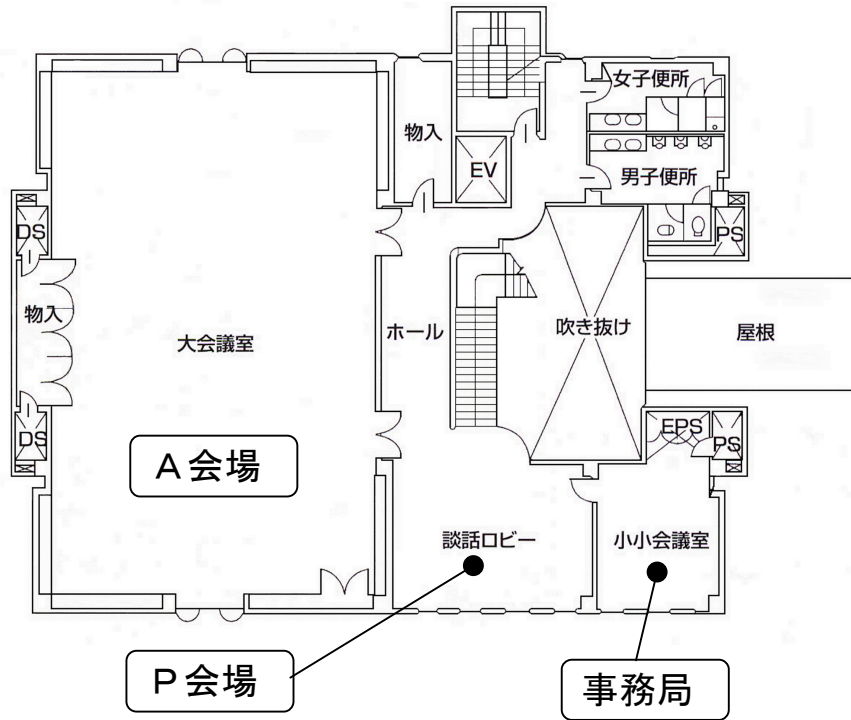 女子便所
物入
EV
男子便所
DS
PS
物入
大会議室
ホール
吹き抜け
屋根
DS
EPS
PS
A会場
談話ロビー
小小会議室
P会場
事務局